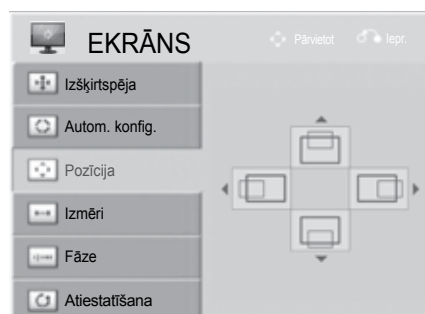 EKRĀNS
Pārvietot Iepr.
Izšķirtspēja
Autom. konfig.
Pozīcija
Izmēri
Fāze
Atiestatīšana